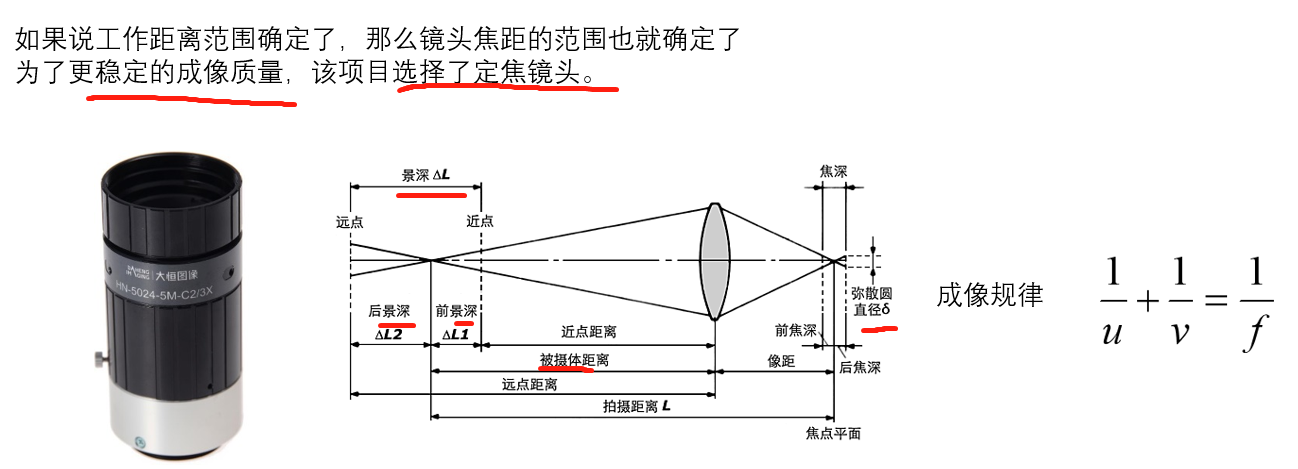 如果说工作距离范围确定了，那么镜头焦距的范围也就确定了
为了更稳定的成像质量，该项目选择了定焦镜头。
大恒图像
HN-5024-5M-C2/3X
景深 ΔL
远点
近点
后景深
ΔL2
前景深
ΔL1
近点距离
被摄体距离
远点距离
拍摄距离 L
像距
焦深
弥散圆
直径δ
前焦深
后焦深
焦点平面
成像规律
1/u + 1/v = 1/f